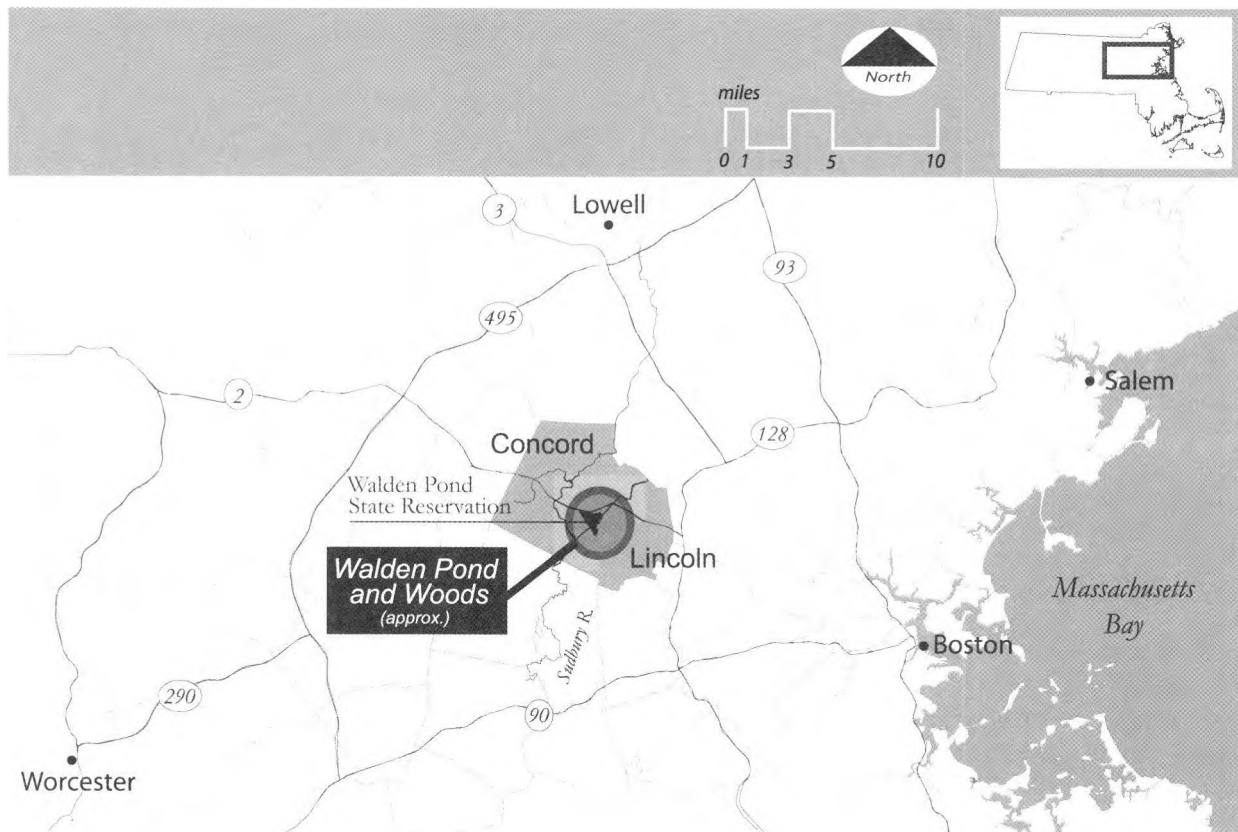 North
miles
0 1 3 5 10
3
Lowell
93
495
2
Salem
128
Concord
Walden Pond
State Reservation
Lincoln
Walden Pond
and Woods
(approx.)
Sudbury R.
Massachusetts
Bay
Boston
290
90
Worcester